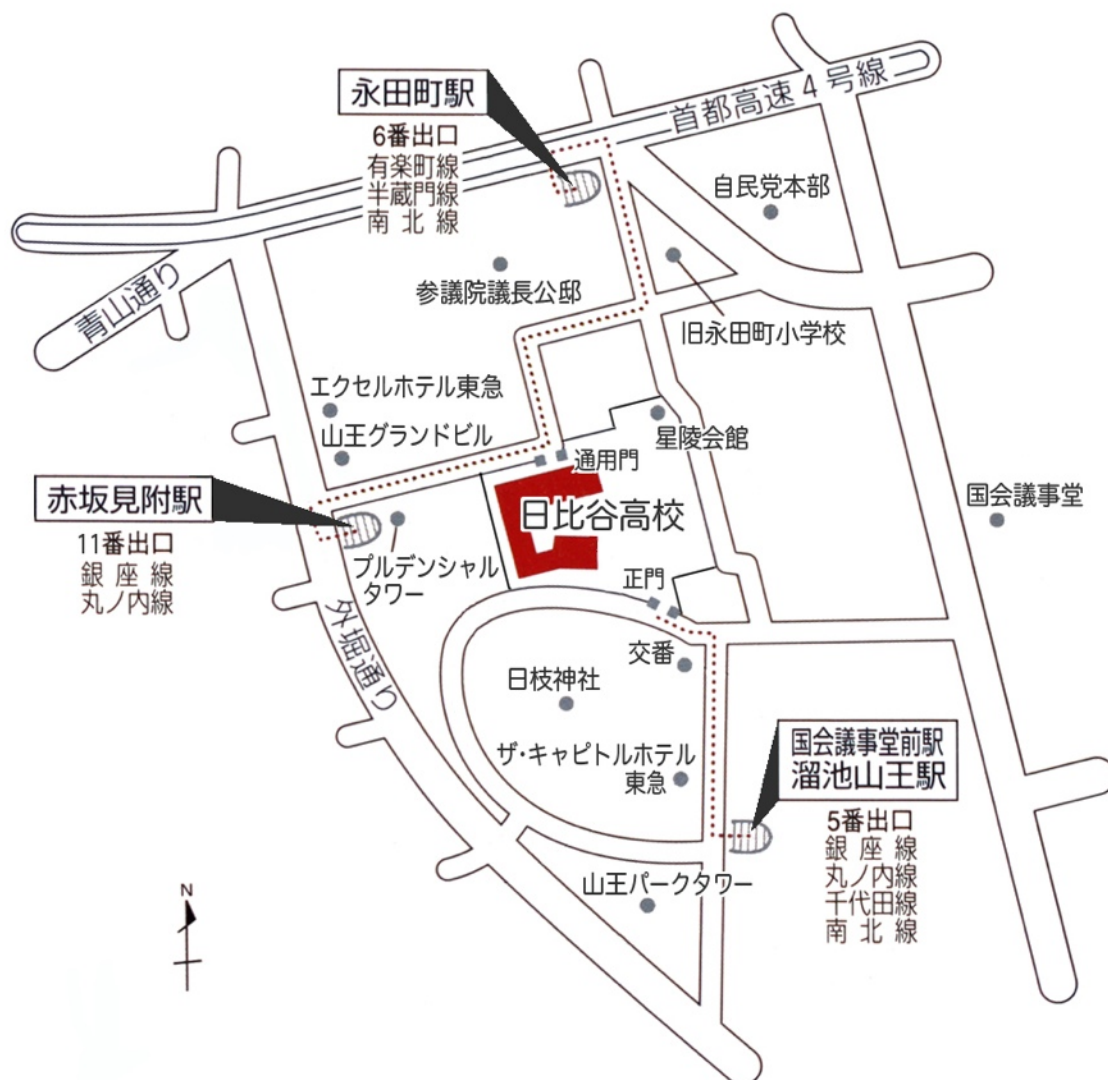 永田町駅
6番出口
有楽町線
半蔵門線
南北線
首都高速4号線
自民党本部
参議院議長公邸
旧永田町小学校
青山通り
エクセルホテル東急
山王グランドビル
星陵会館
通用門
赤坂見附駅
11番出口
銀座線
丸ノ内線
日比谷高校
国会議事堂
プルデンシャル
タワー
正門
外堀通り
交番
日枝神社
ザ・キャピトルホテル
東急
国会議事堂前駅
溜池山王駅
5番出口
銀座線
丸ノ内線
千代田線
南北線
山王パークタワー
N